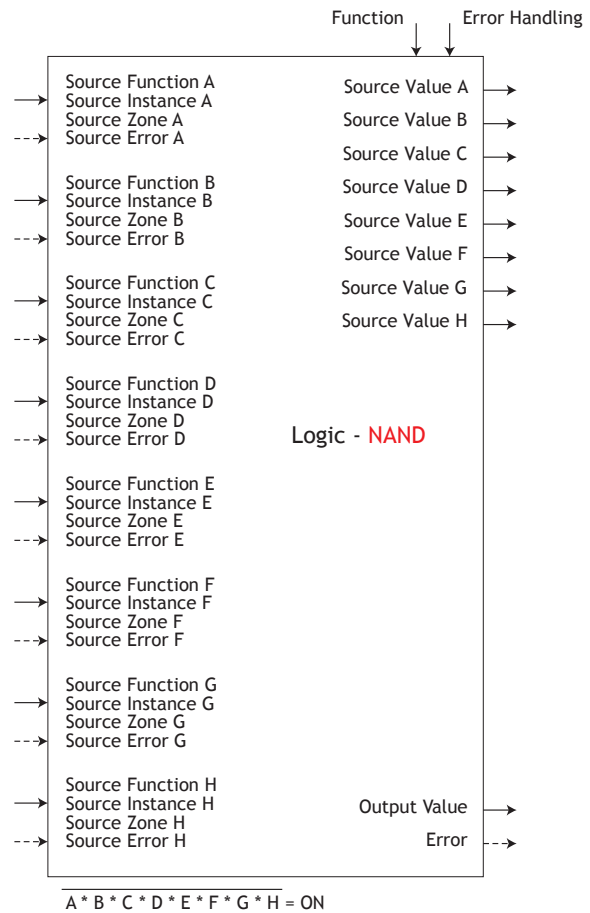 Function Error Handling
Source Function A
Source Instance A
Source Zone A
Source Error A
Source Function B
Source Instance B
Source Zone B
Source Error B
Source Function C
Source Instance C
Source Zone C
Source Error C
Source Function D
Source Instance D
Source Zone D
Source Error D
Source Function E
Source Instance E
Source Zone E
Source Error E
Source Function F
Source Instance F
Source Zone F
Source Error F
Source Function G
Source Instance G
Source Zone G
Source Error G
Source Function H
Source Instance H
Source Zone H
Source Error H
Source Value A
Source Value B
Source Value C
Source Value D
Source Value E
Source Value F
Source Value G
Source Value H
Logic - NAND
Output Value
Error
A * B * C * D * E * F * G * H = ON